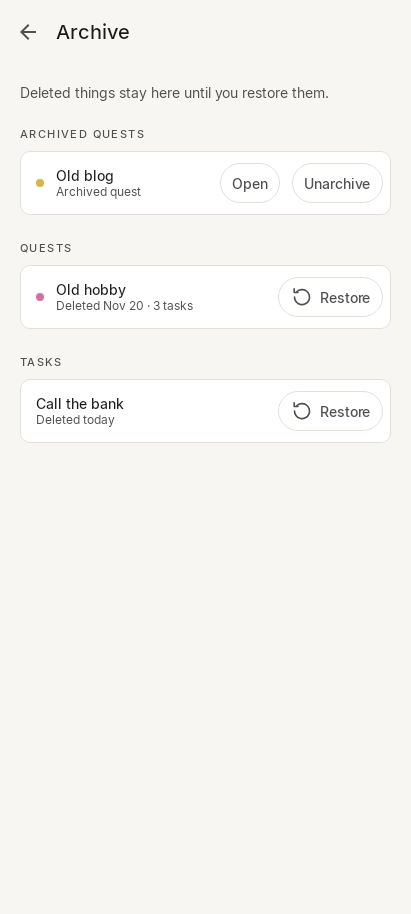 Archive
Deleted things stay here until you restore them.
ARCHIVED QUESTS
Old blog
Archived quest
Open
Unarchive
QUESTS
Old hobby
Deleted Nov 20 · 3 tasks
Restore
TASKS
Call the bank
Deleted today
Restore